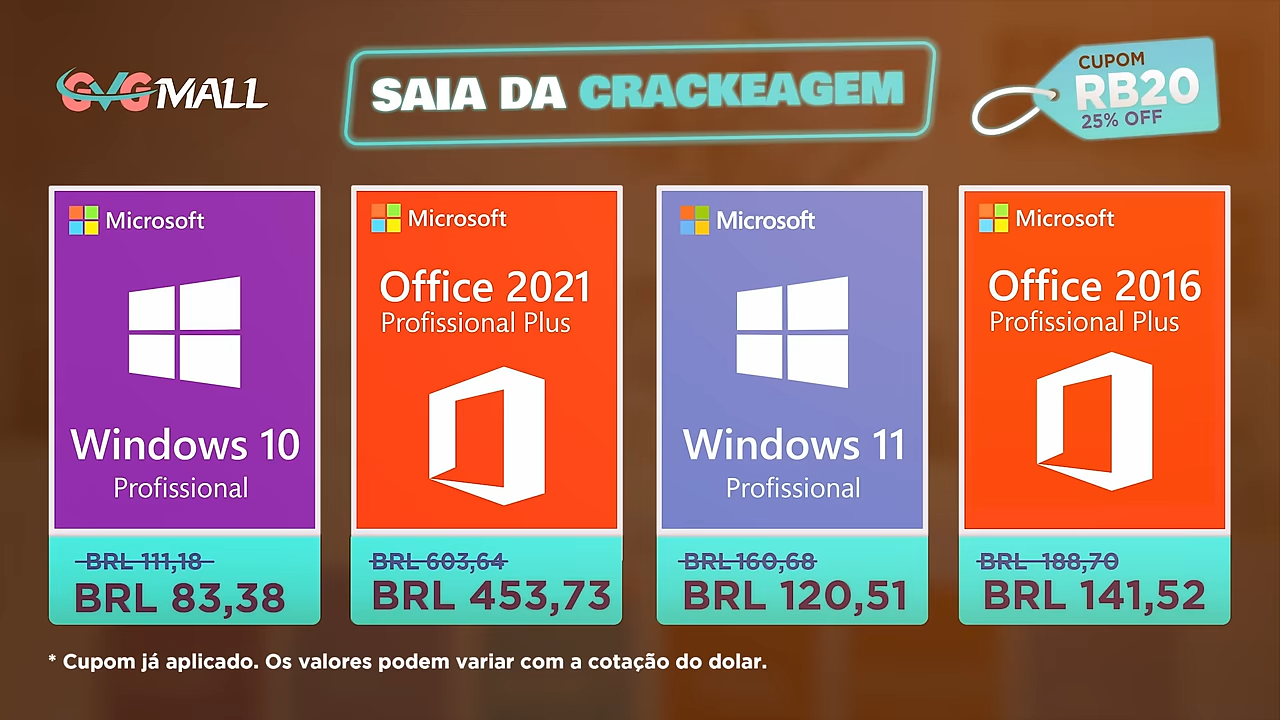 GVGMALL
SAIA DA CRACKEAGEM
CUPOM
RB20
25% OFF
Microsoft
Windows 10
Profissional
BRL 111,18
BRL 83,38
Microsoft
Office 2021
Profissional Plus
BRL 603,64
BRL 453,73
Microsoft
Windows 11
Profissional
BRL 160,68
BRL 120,51
Microsoft
Office 2016
Profissional Plus
BRL 188,70
BRL 141,52
* Cupom já aplicado. Os valores podem variar com a cotação do dolar.